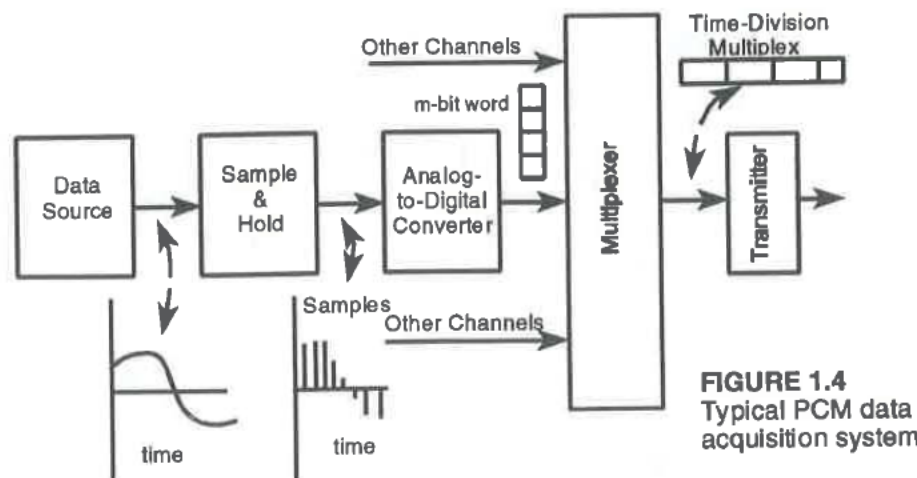 Time-Division
Multiplex
Other Channels
m-bit word
Data
Source
Sample
&
Hold
Analog-
to-Digital
Converter
Multiplexer
Transmitter
Samples
Other Channels
time
time
FIGURE 1.4
Typical PCM data
acquisition system